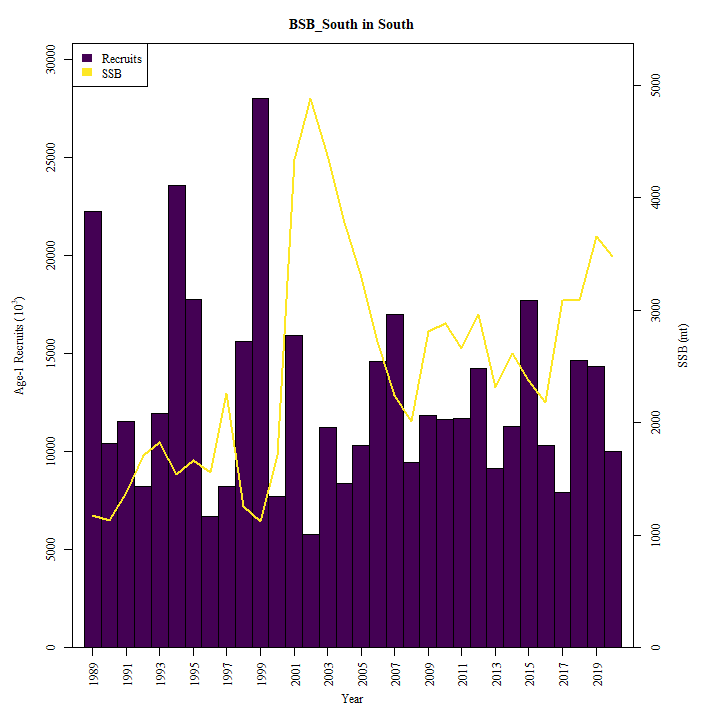 BSB_South in South
Recruits
SSB
30000
25000
20000
15000
10000
5000
0
Age-1 Recruits (10³)
5000
4000
3000
2000
1000
0
SSB (mt)
1989 1991 1993 1995 1997 1999 2001 2003 2005 2007 2009 2011 2013 2015 2017 2019
Year